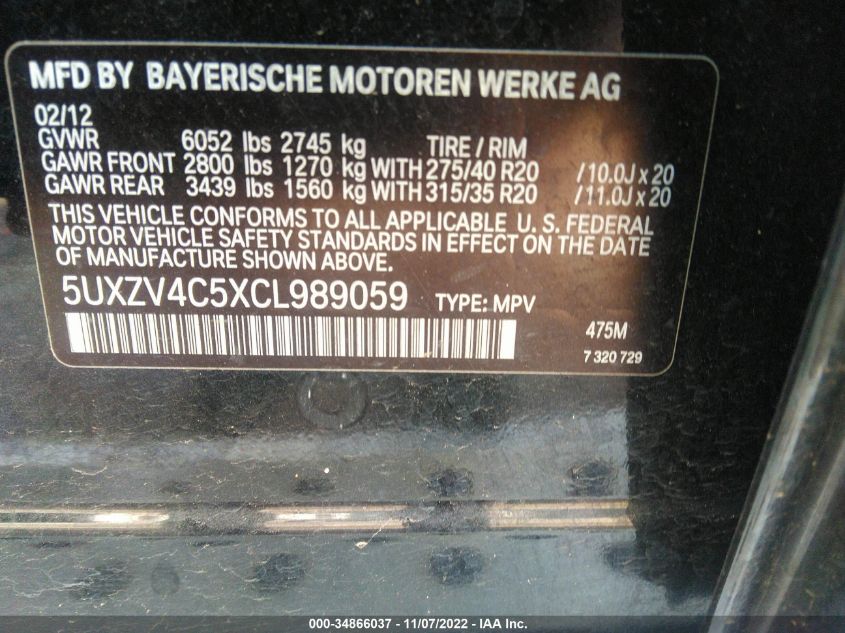 MFD BY BAYERISCHE MOTOREN WERKE AG
02/12
GVWR 6052 lbs 2745 kg TIRE / RIM
GAWR FRONT 2800 lbs 1270 kg WITH 275/40 R20 /10.0J x 20
GAWR REAR 3439 lbs 1560 kg WITH 315/35 R20 /11.0J x 20
THIS VEHICLE CONFORMS TO ALL APPLICABLE U. S. FEDERAL
MOTOR VEHICLE SAFETY STANDARDS IN EFFECT ON THE DATE
OF MANUFACTURE SHOWN ABOVE.
5UXZV4C5XCL989059 TYPE: MPV
475M
7 320 729
000-34866037 - 11/07/2022 - IAA Inc.